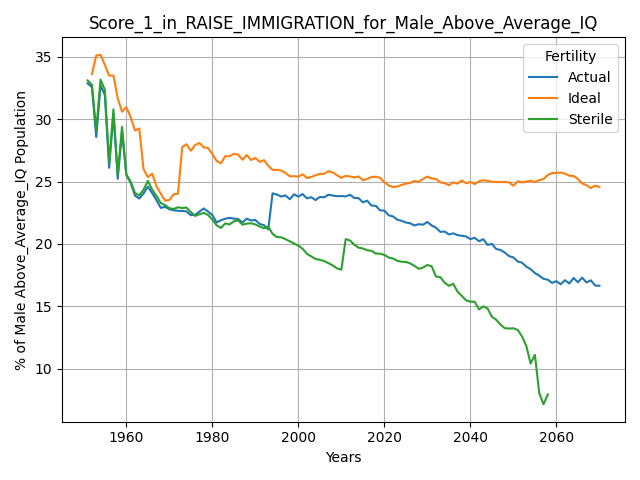 Score_1_in_RAISE_IMMIGRATION_for_Male_Above_Average_IQ
% of Male Above_Average_IQ Population
35
30
25
20
15
10
Fertility
Actual
Ideal
Sterile
1960 1980 2000 2020 2040 2060
Years